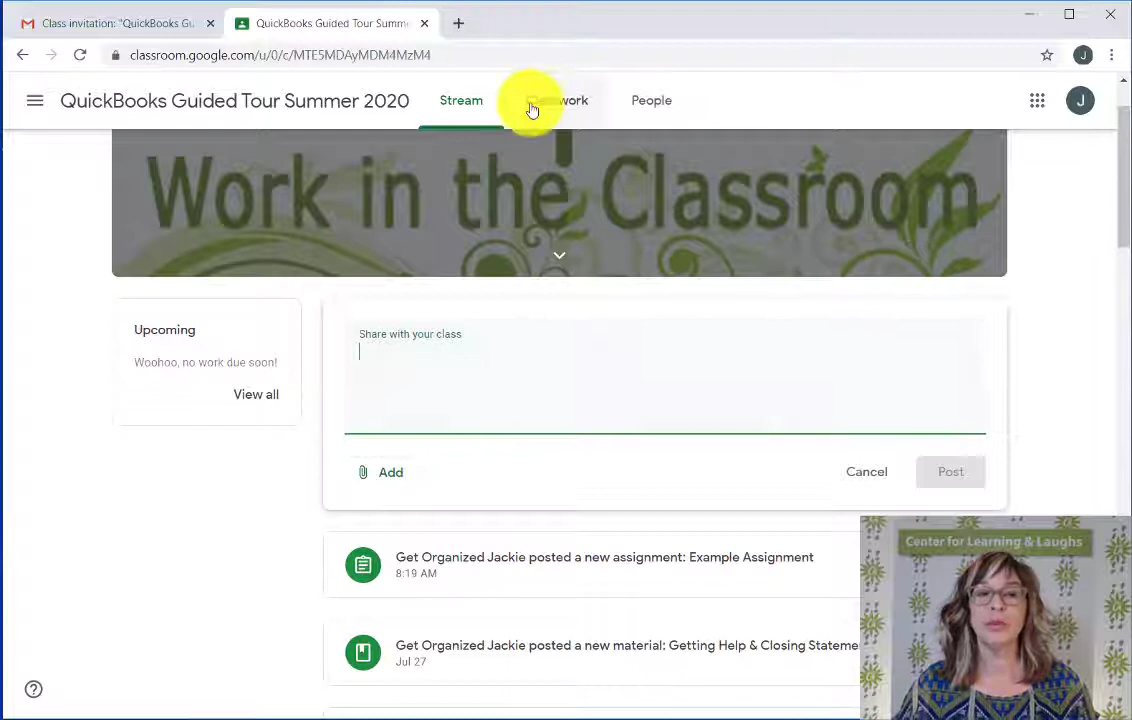 Class invitation: "QuickBooks Gu
QuickBooks Guided Tour Summe
classroom.google.com/u/0/c/MTE5MDAyMDM4MzM4
J
QuickBooks Guided Tour Summer 2020
Stream
People
J
Work in the Classroom
Upcoming
Woohoo, no work due soon!
View all
Share with your class
Add
Cancel
Post
Get Organized Jackie posted a new assignment: Example Assignment
8:19 AM
Get Organized Jackie posted a new material: Getting Help & Closing Stateme
Jul 27
Center for Learning & Laughs